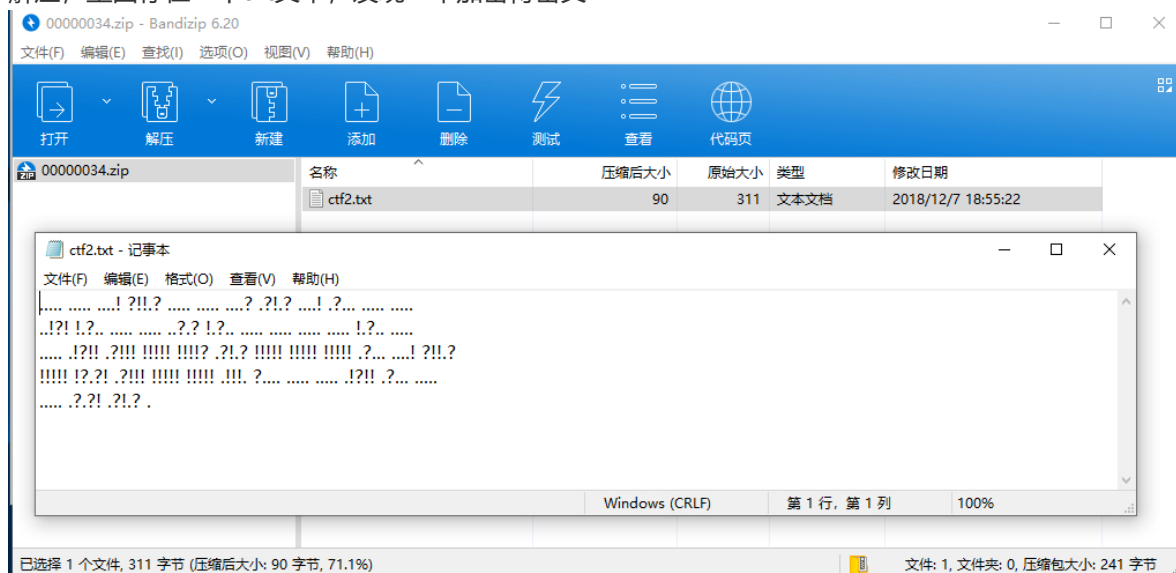 00000034.zip - Bandizip 6.20
文件(F) 编辑(E) 查找(I) 选项(O) 视图(V) 帮助(H)
打开 解压 新建 添加 删除 测试 查看 代码页
00000034.zip 名称 压缩后大小 原始大小 类型 修改日期
ctf2.txt 90 311 文本文档 2018/12/7 18:55:22
ctf2.txt - 记事本
文件(F) 编辑(E) 格式(O) 查看(V) 帮助(H)
..... ..... ....! ?!!.? ..... ..... ....? .?!.? ....! .?... ..... .....
..!?! !.?.. ..... ..... ..?.? !.?.. ..... ..... ..... ..... !.?.. .....
..... .!?!! .?!!! !!!!! !!!!? .?!.? !!!!! !!!!! !!!!! .?... ....! ?!!.?
!!!!! !?.?! .?!!! !!!!! !!!!! .!!!. ?.... ..... ..... .!?!! .?... .....
..... .?.?! .?!.? .
Windows (CRLF) 第 1 行, 第 1 列 100%
已选择 1 个文件, 311 字节 (压缩后大小: 90 字节, 71.1%) 文件: 1, 文件夹: 0, 压缩包大小: 241 字节